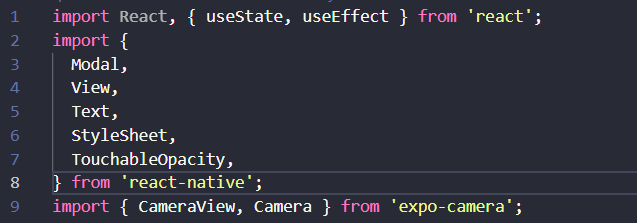 1 import React, { useState, useEffect } from 'react';
2 import {
3 Modal,
4 View,
5 Text,
6 StyleSheet,
7 TouchableOpacity,
8 } from 'react-native';
9 import { CameraView, Camera } from 'expo-camera';